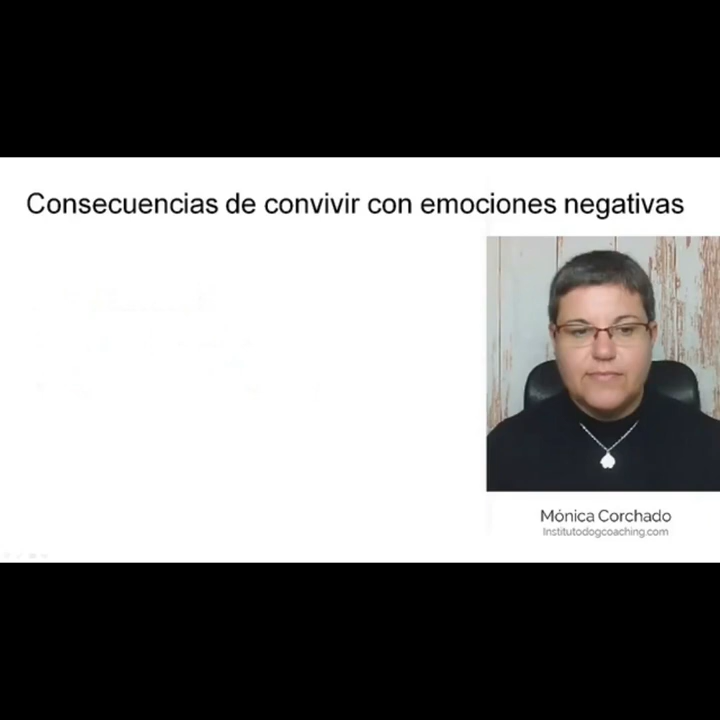 Consecuencias de convivir con emociones negativas
Mónica Corchado
Institutodogcoaching.com